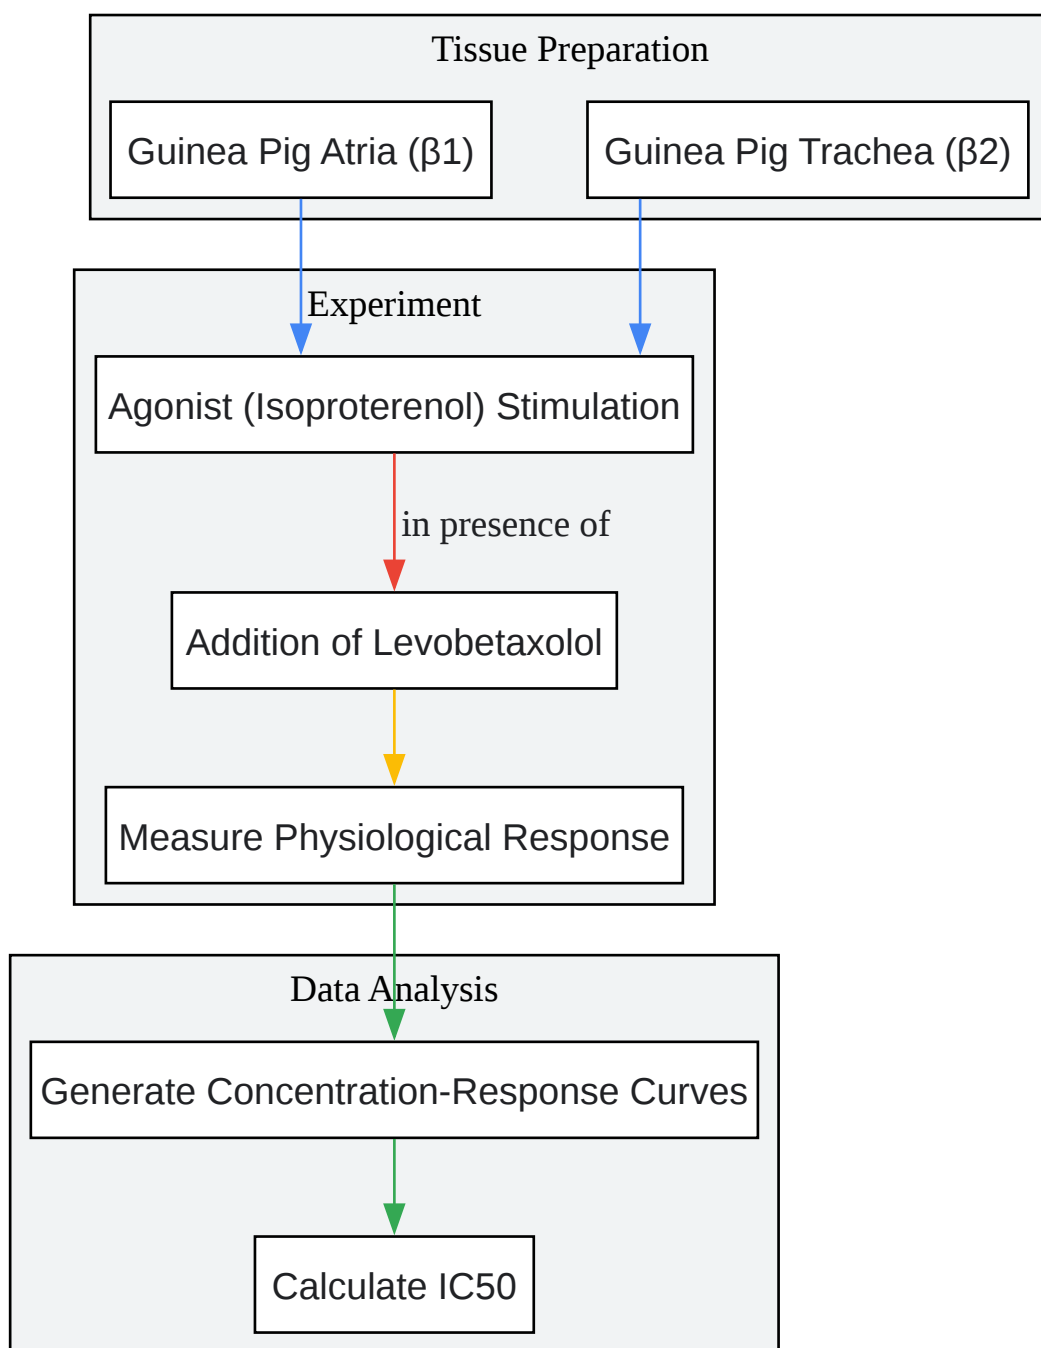 Tissue Preparation
Guinea Pig Atria (β1)
Guinea Pig Trachea (β2)
Experiment
Agonist (Isoproterenol) Stimulation
in presence of
Addition of Levobetaxolol
Measure Physiological Response
Data Analysis
Generate Concentration-Response Curves
Calculate IC50